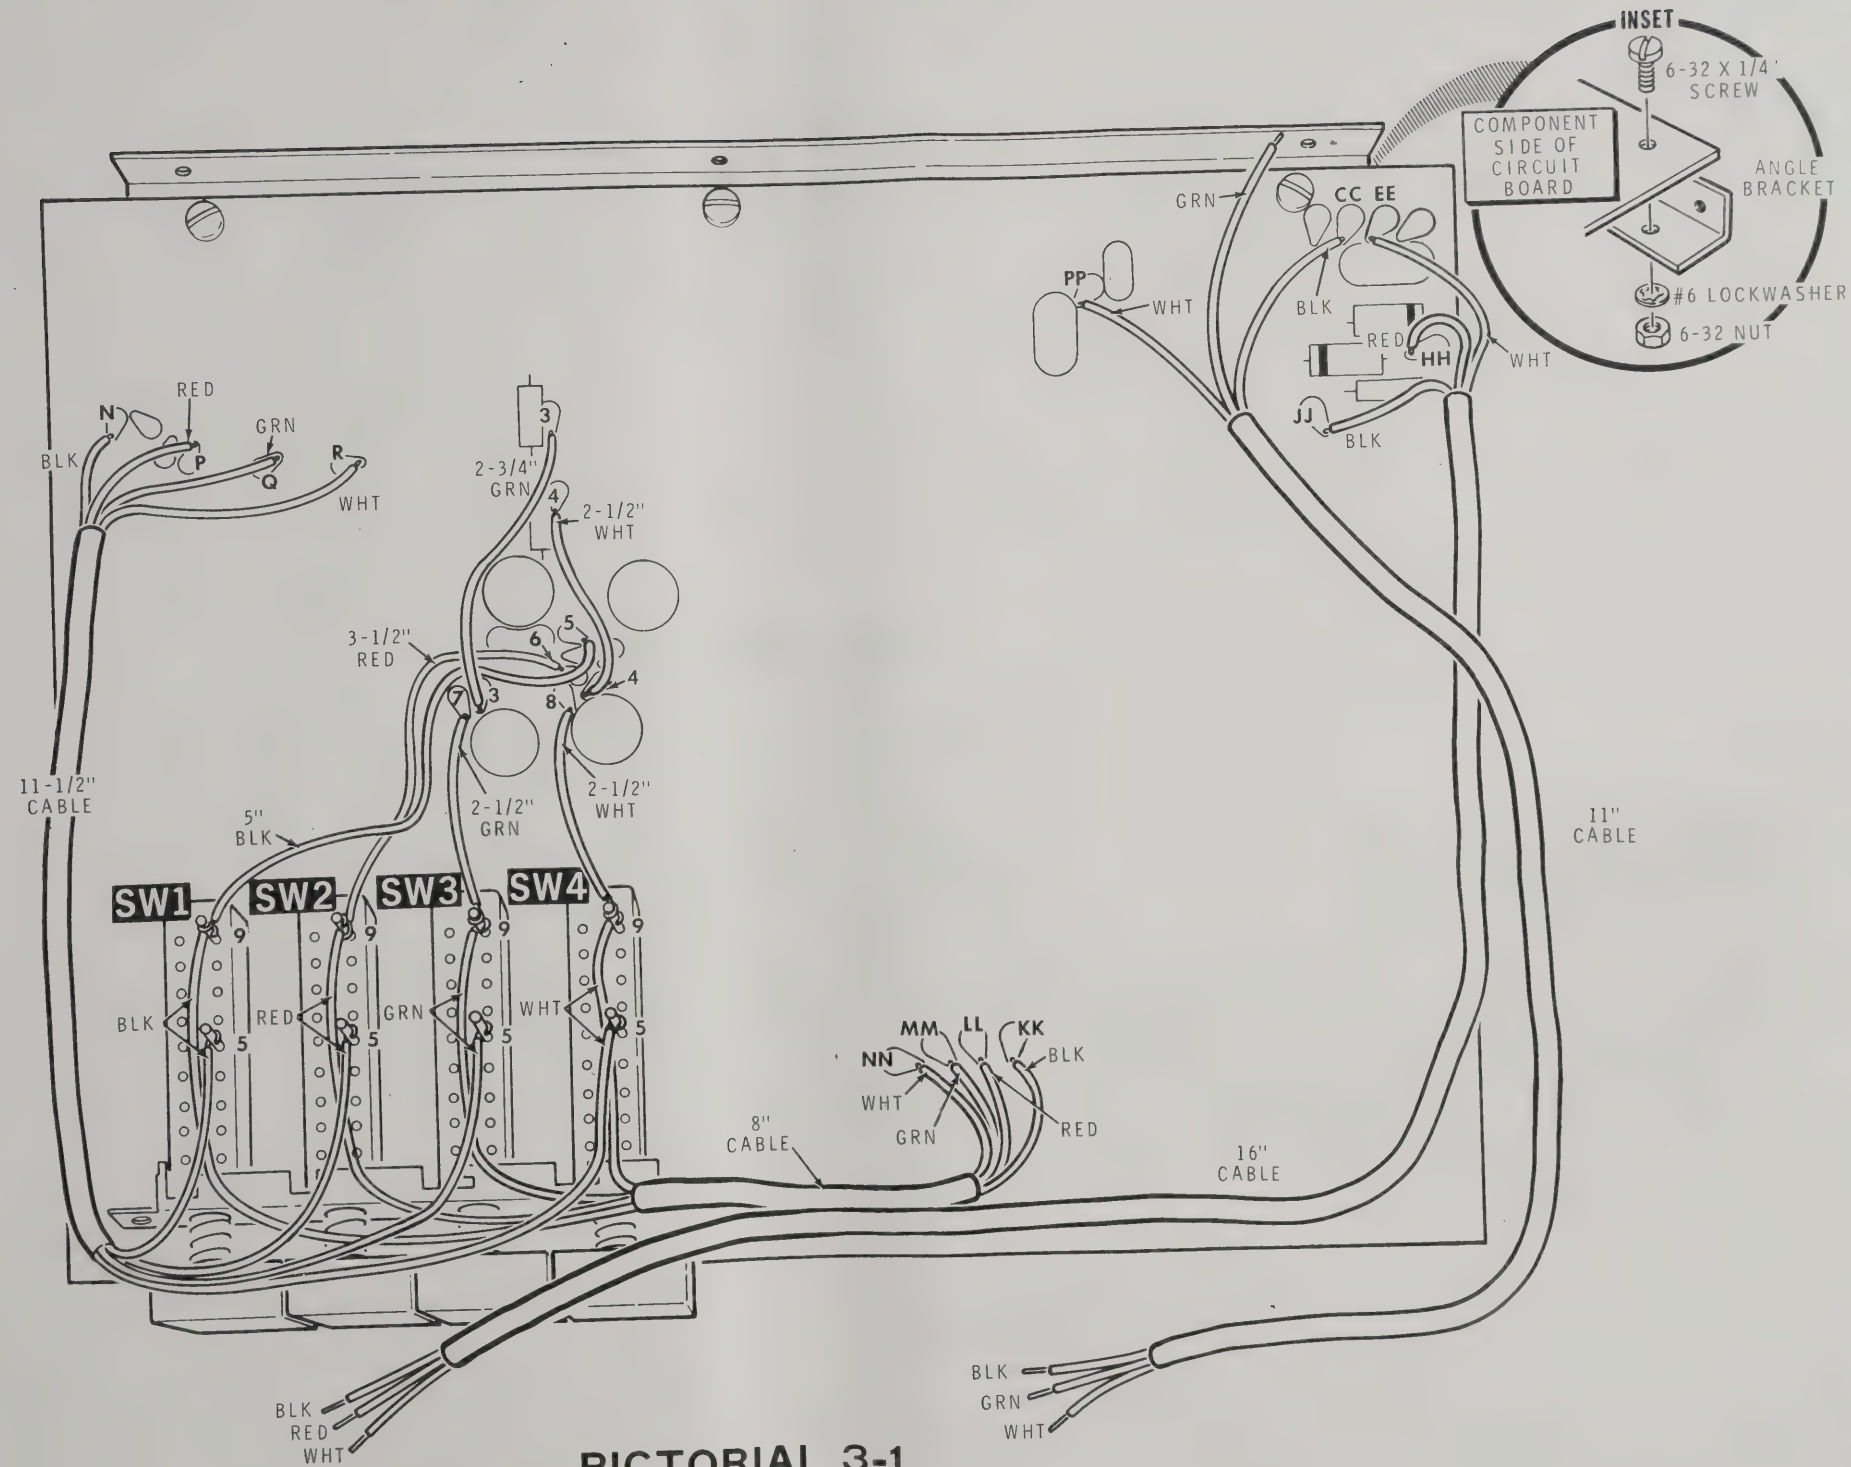 INSET
6-32 X 1/4"
SCREW
COMPONENT
SIDE OF
CIRCUIT
BOARD
ANGLE
BRACKET
#6 LOCKWASHER
6-32 NUT
GRN
CC EE
PP
WHT
BLK
RED
HH
WHT
JJ
BLK
RED
N
GRN
BLK
P
Q
R
WHT
3
2-3/4"
GRN
4
2-1/2"
WHT
3-1/2"
RED
5
6
4
7
3
8
11-1/2"
CABLE
2-1/2"
GRN
2-1/2"
WHT
5"
BLK
11"
CABLE
SW1
SW2
SW3
SW4
9
9
9
9
BLK
RED
GRN
WHT
5
5
5
5
NN
MM
LL
KK
BLK
WHT
GRN
RED
8"
CABLE
16"
CABLE
BLK
RED
WHT
BLK
GRN
WHT
PICTORIAL 3-1